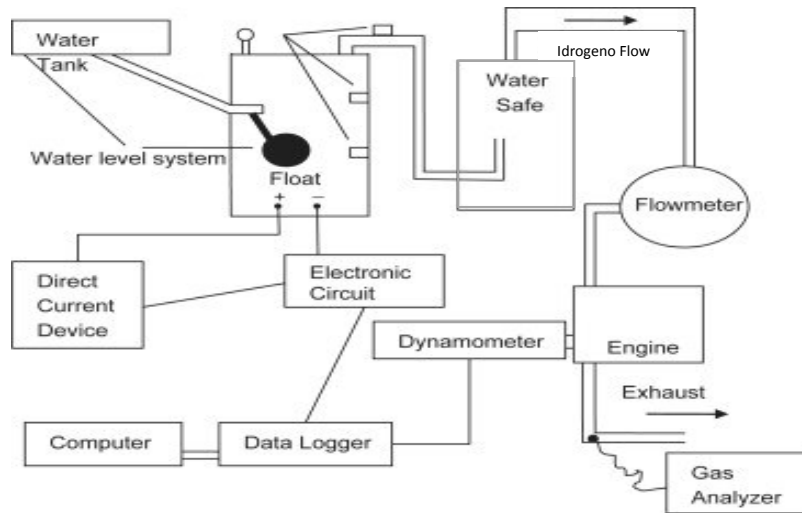 Water
Tank
Water level system
Float
+ −
Water
Safe
Idrogeno Flow
Flowmeter
Direct
Current
Device
Electronic
Circuit
Dynamometer
Engine
Exhaust
Computer
Data Logger
Gas
Analyzer